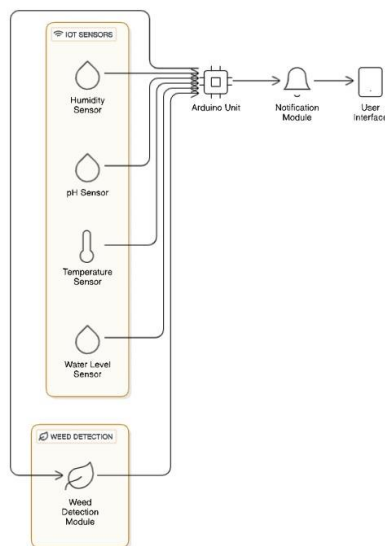 IOT SENSORS
Humidity
Sensor
Arduino Unit
Notification
Module
User
Interface
pH Sensor
Temperature
Sensor
Water Level
Sensor
WEED DETECTION
Weed
Detection
Module